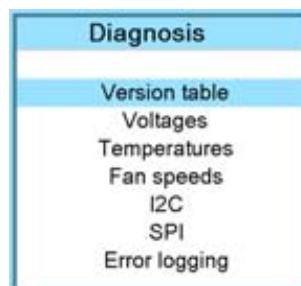 Diagnosis
Version table
Voltages
Temperatures
Fan speeds
I2C
SPI
Error logging